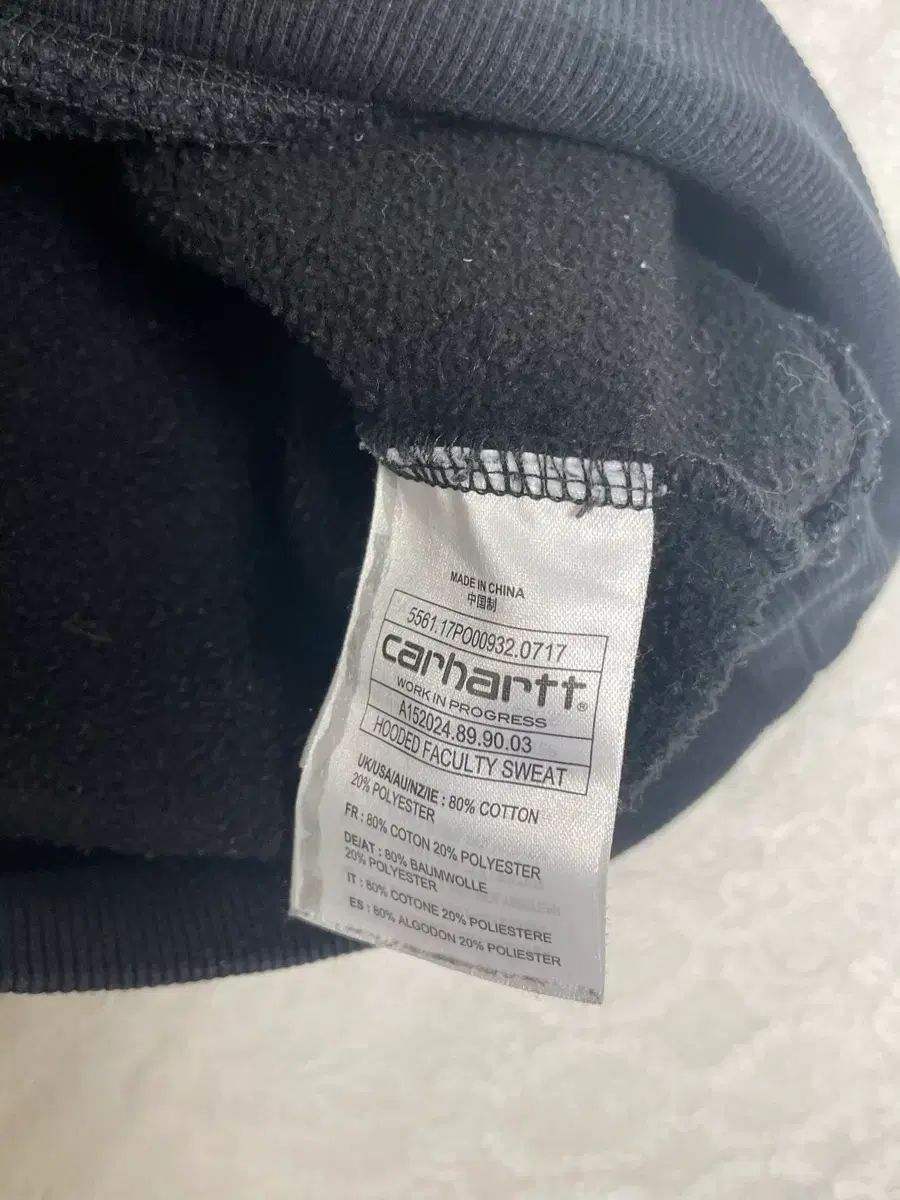 MADE IN CHINA
中国制
5561.17PO00932.0717
carhartt®
WORK IN PROGRESS
A152024.89.90.03
HOODED FACULTY SWEAT
UK/USA/AU/NZ/IE : 80% COTTON
20% POLYESTER
FR : 80% COTON 20% POLYESTER
DE/AT : 80% BAUMWOLLE
20% POLYESTER
IT : 80% COTONE 20% POLIESTERE
ES : 80% ALGODON 20% POLIESTER